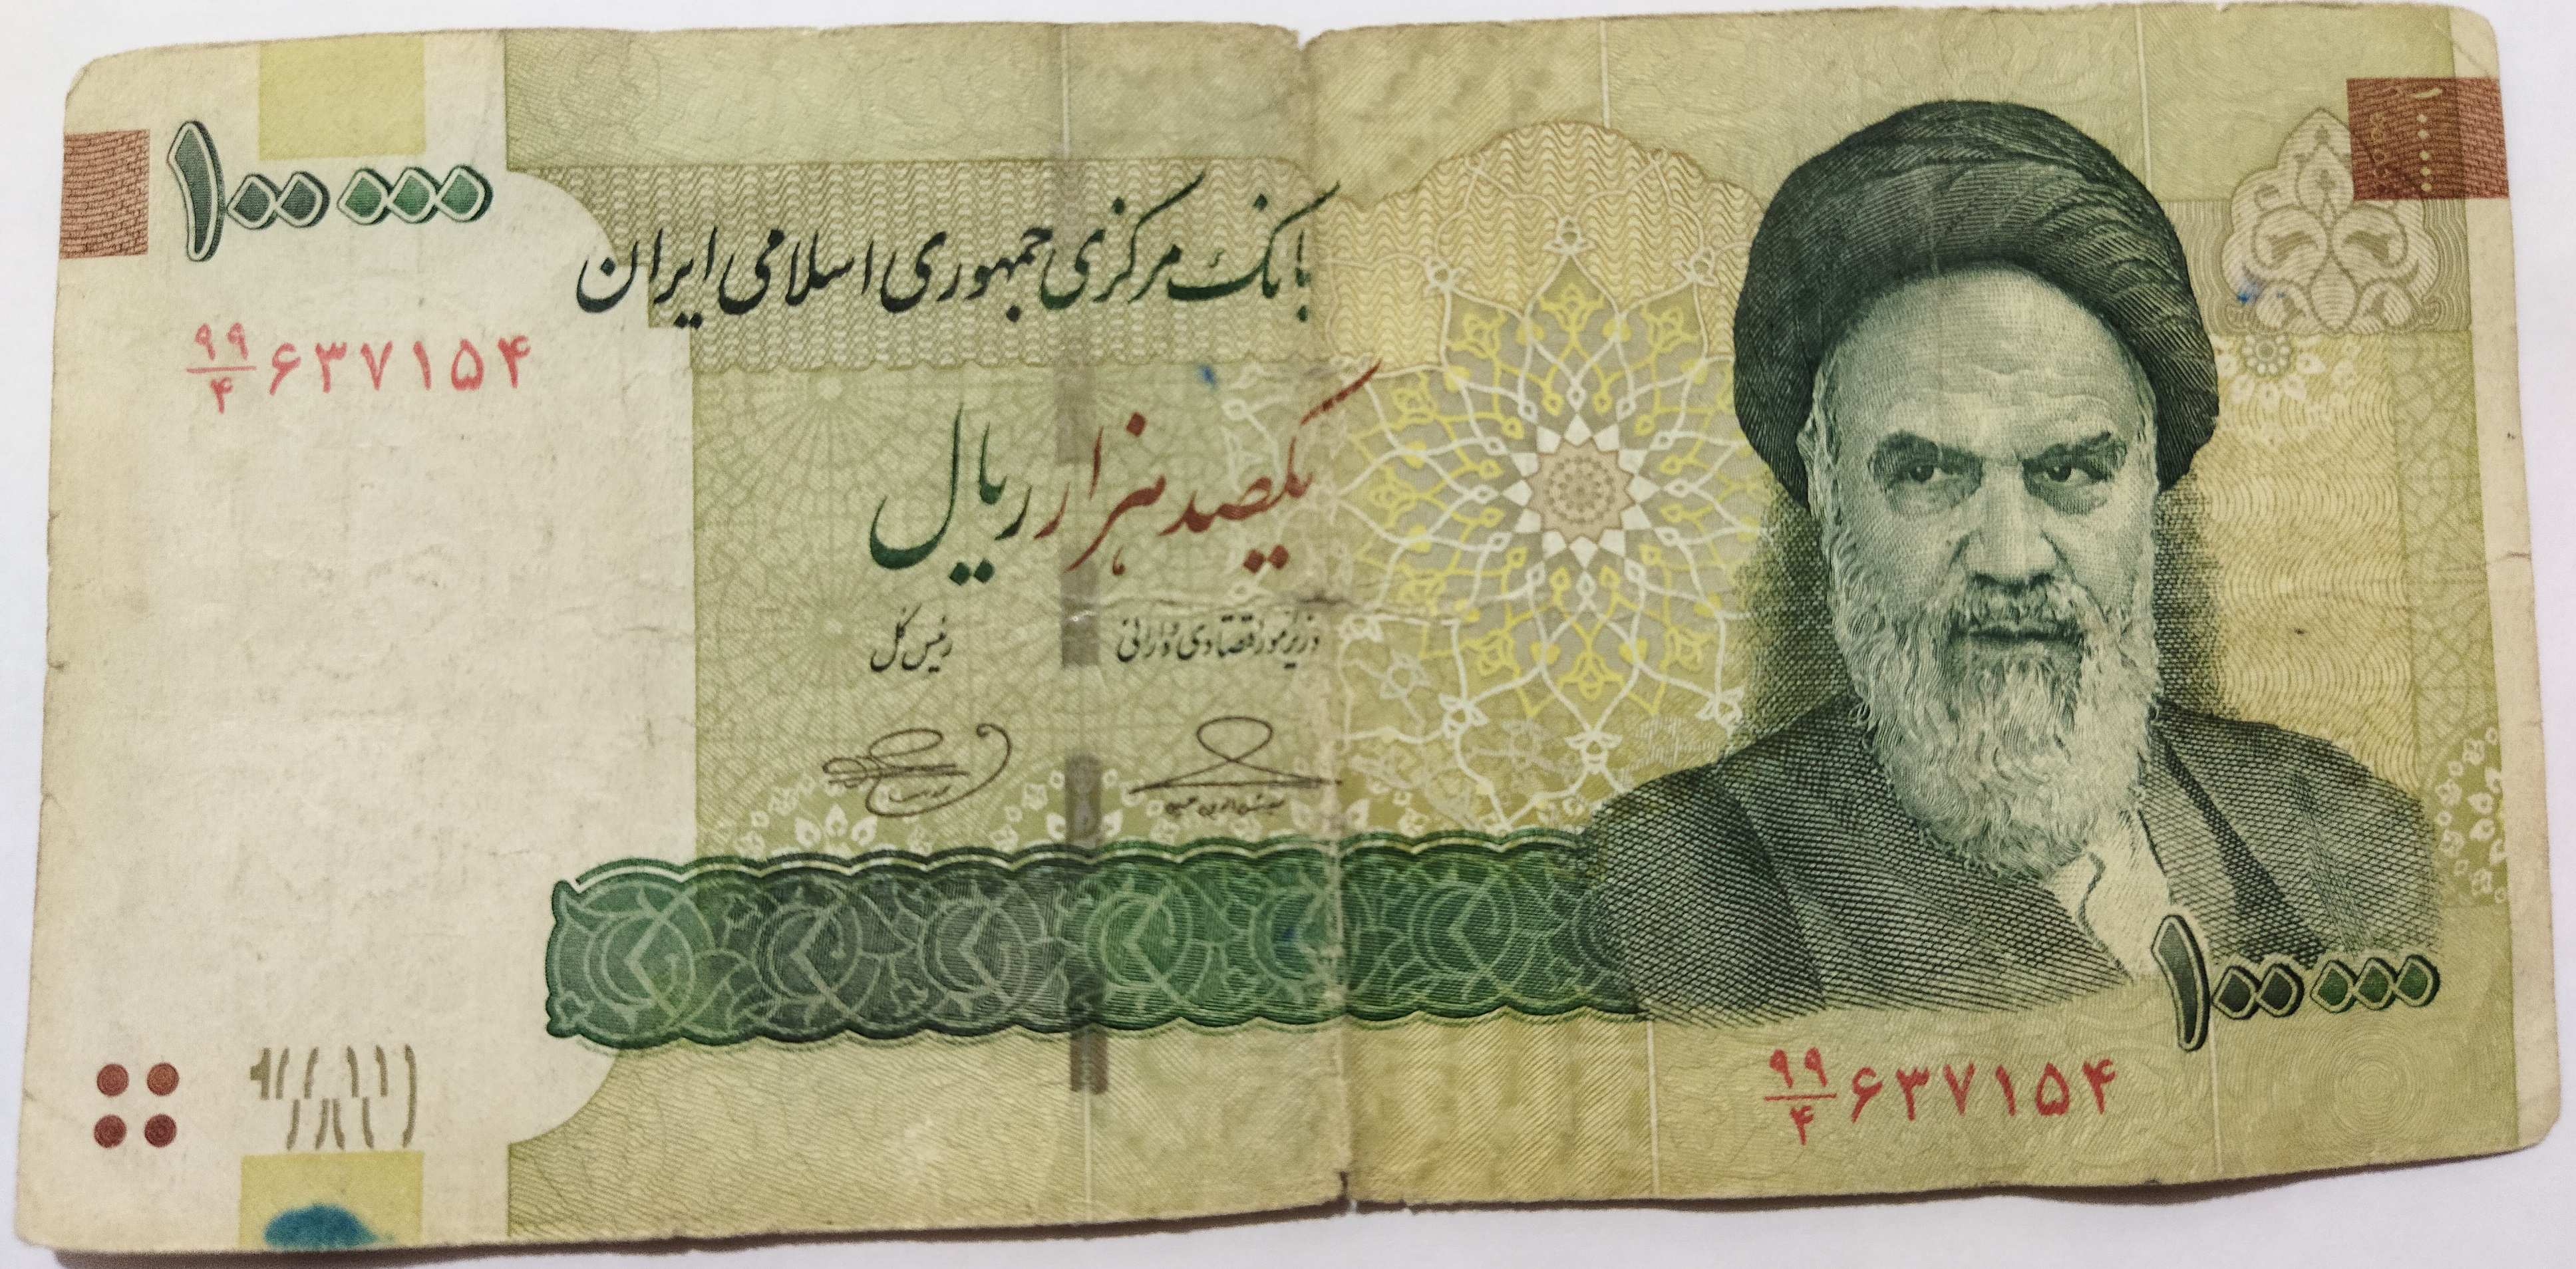 ۱۰۰۰۰۰
بانک مرکزی جمهوری اسلامی ایران
۹۹/۴ ۶۳۷۱۵۴
یکصد هزار ریال
وزیر امور اقتصادی و دارائی
رئیس کل
۱۰۰۰۰۰
۹۹/۴ ۶۳۷۱۵۴